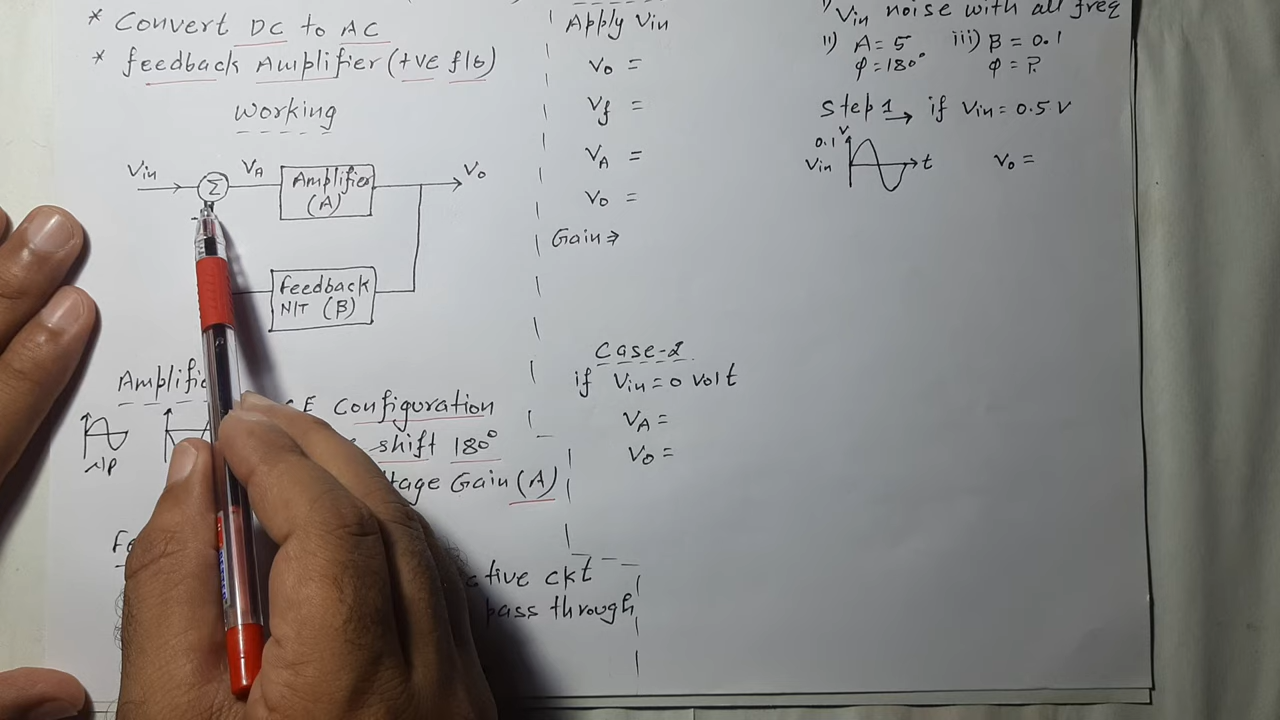 * Convert DC to AC
* feedback Amplifier (+ve f/b)
Working
Vin
VA
Amplifier
(A)
Vo
Σ
feedback
N/T (β)
CE Configuration
i/p
shift 180°
Gain (A)
ctive ckt
pass through
Apply Vin
Vo =
Vf =
VA =
Vo =
Gain ⇒
Case-2
if Vin = 0 volt
VA =
Vo =
i) Vin noise with all freq
ii) A = 5 iii) β = 0.1
φ = 180° φ = ?
Step 1 → if Vin = 0.5 V
0.1 V
Vin
t
Vo =